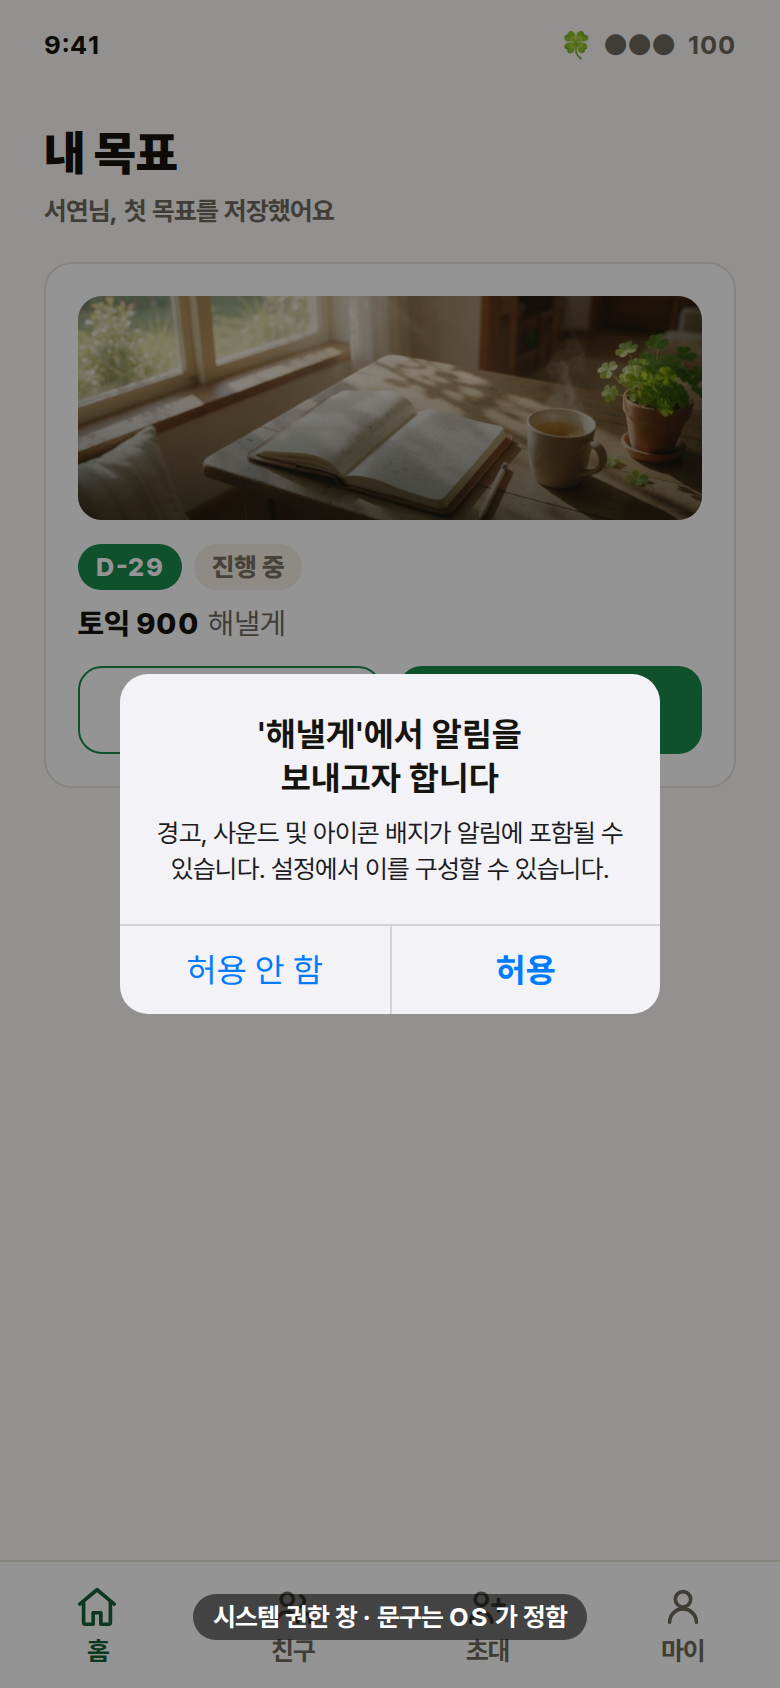 9:41
100
내 목표
서연님, 첫 목표를 저장했어요
D-29
진행 중
토익 900 해낼게
'해낼게'에서 알림을
보내고자 합니다
경고, 사운드 및 아이콘 배지가 알림에 포함될 수
있습니다. 설정에서 이를 구성할 수 있습니다.
허용 안 함
허용
시스템 권한 창 · 문구는 OS 가 정함
홈
친구
초대
마이